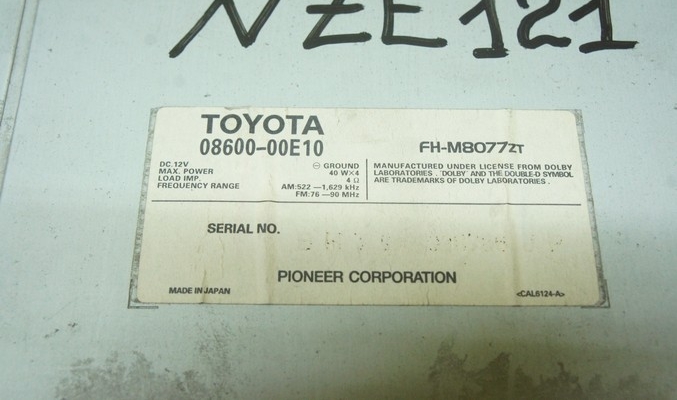 NZE121
TOYOTA
08600-00E10
FH-M8077ZT
DC.12V ⊖ GROUND
MAX. POWER 40 W×4
LOAD IMP. 4 Ω
FREQUENCY RANGE AM:522 —1,629 kHz
FM:76 —90 MHz
MANUFACTURED UNDER LICENSE FROM DOLBY
LABORATORIES . ˈDOLBYˈ AND THE DOUBLE-D SYMBOL
ARE TRADEMARKS OF DOLBY LABORATORIES .
SERIAL NO.
PIONEER CORPORATION
MADE IN JAPAN
<CAL5124-A>